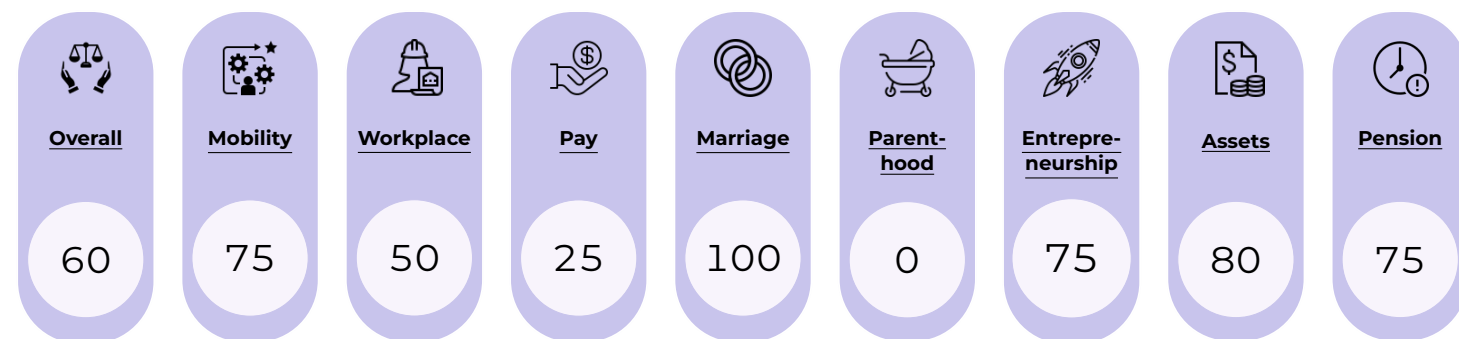 Overall
60
Mobility
75
Workplace
50
Pay
25
Marriage
100
Parent-
hood
0
Entrepre-
neurship
75
Assets
80
Pension
75